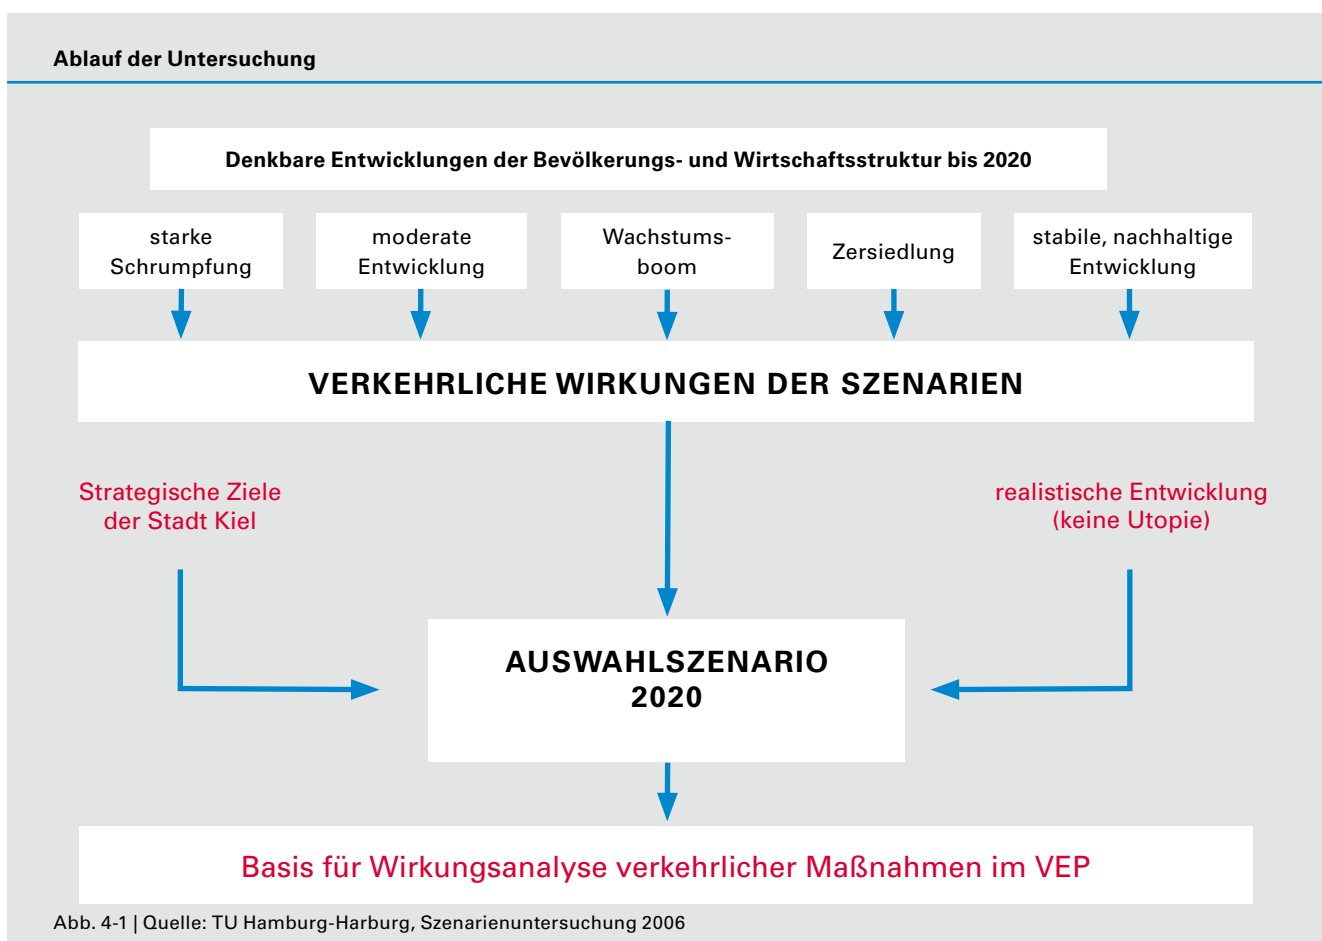 Ablauf der Untersuchung
Denkbare Entwicklungen der Bevölkerungs- und Wirtschaftsstruktur bis 2020
starke
Schrumpfung
moderate
Entwicklung
Wachstums-
boom
Zersiedlung
stabile, nachhaltige
Entwicklung
VERKEHRLICHE WIRKUNGEN DER SZENARIEN
Strategische Ziele
der Stadt Kiel
realistische Entwicklung
(keine Utopie)
AUSWAHLSZENARIO
2020
Basis für Wirkungsanalyse verkehrlicher Maßnahmen im VEP
Abb. 4-1 | Quelle: TU Hamburg-Harburg, Szenarienuntersuchung 2006